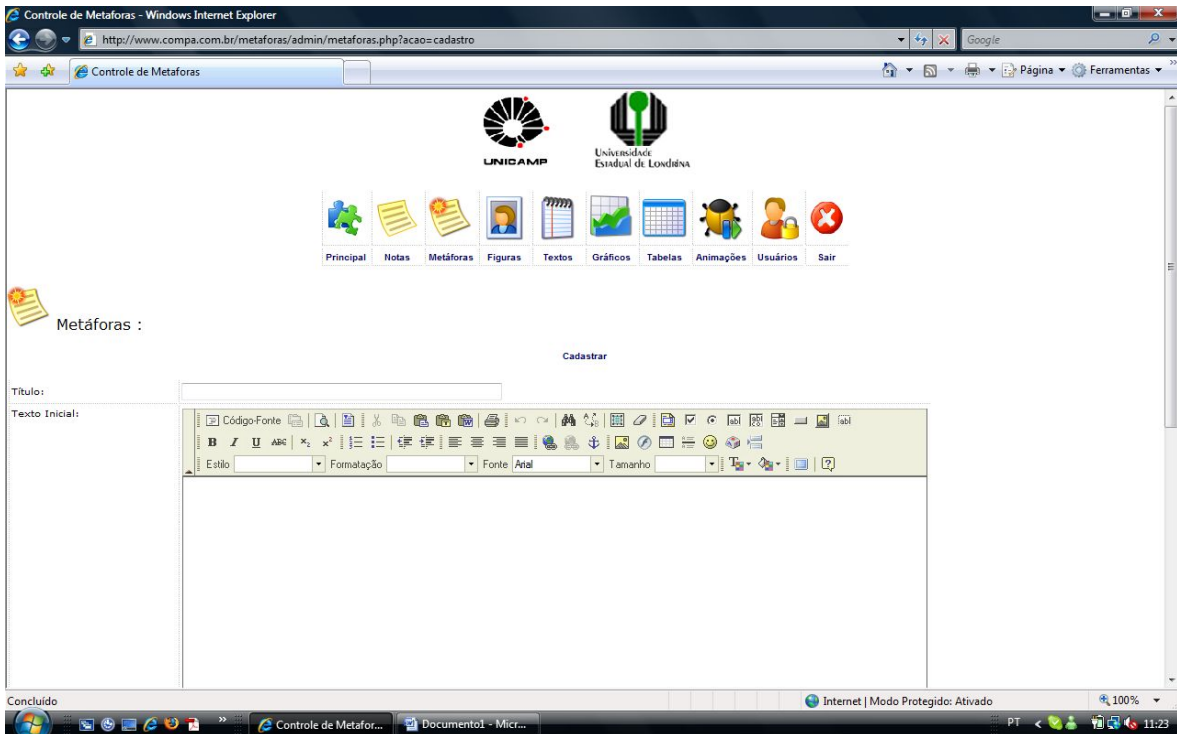 Controle de Metaforas - Windows Internet Explorer
http://www.compa.com.br/metaforas/admin/metaforas.php?acao=cadastro
Google
Controle de Metaforas
Página
Ferramentas
UNICAMP
Universidade
Estadual de Londrina
Principal Notas Metáforas Figuras Textos Gráficos Tabelas Animações Usuários Sair
Metáforas :
Cadastrar
Título:
Texto Inicial:
Código-Fonte
B I U ABC x₂ x²
Estilo Formatação Fonte Arial Tamanho
Concluído
Internet | Modo Protegido: Ativado
100%
Controle de Metafor...
Documento1 - Micr...
PT
11:23